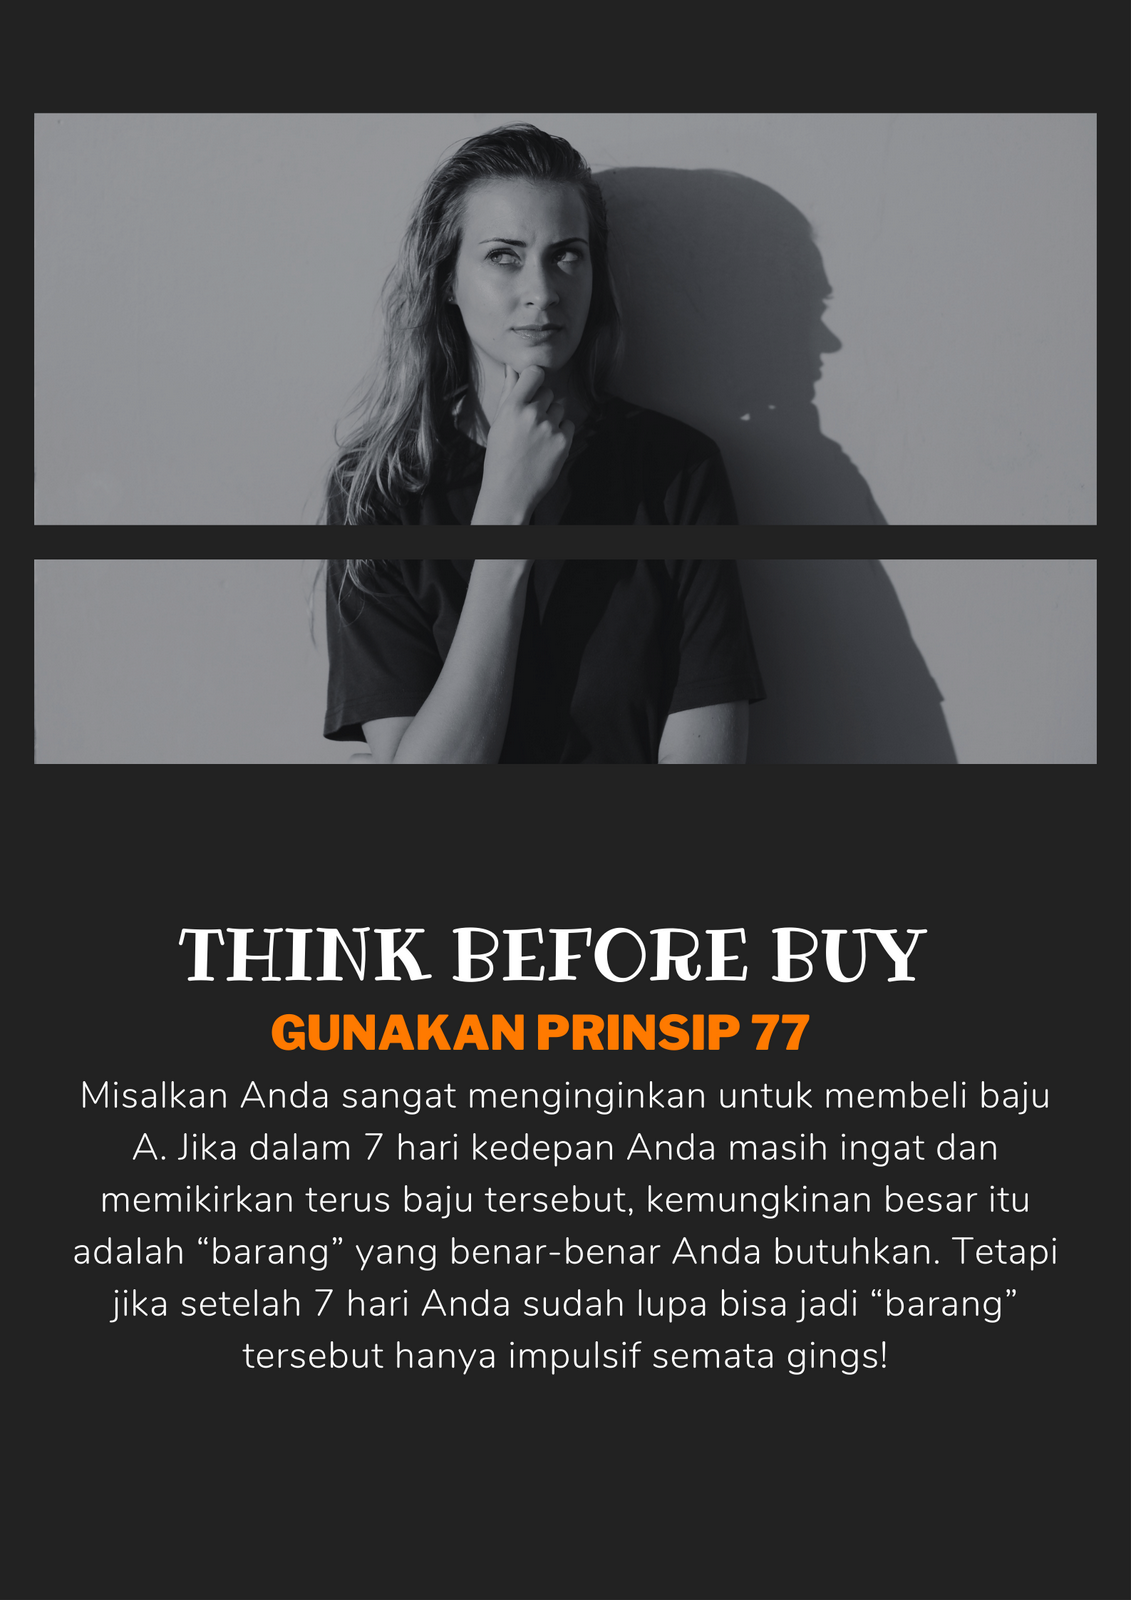 THINK BEFORE BUY
GUNAKAN PRINSIP 77
Misalkan Anda sangat menginginkan untuk membeli baju
A. Jika dalam 7 hari kedepan Anda masih ingat dan
memikirkan terus baju tersebut, kemungkinan besar itu
adalah “barang” yang benar-benar Anda butuhkan. Tetapi
jika setelah 7 hari Anda sudah lupa bisa jadi “barang”
tersebut hanya impulsif semata gings!